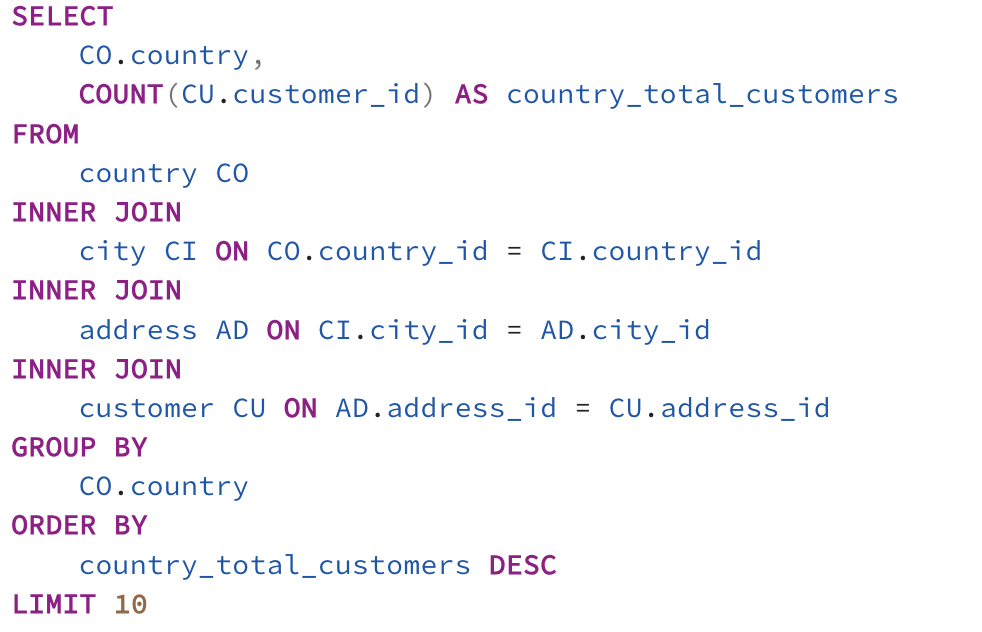 SELECT
    CO.country,
    COUNT(CU.customer_id) AS country_total_customers
FROM
    country CO
INNER JOIN
    city CI ON CO.country_id = CI.country_id
INNER JOIN
    address AD ON CI.city_id = AD.city_id
INNER JOIN
    customer CU ON AD.address_id = CU.address_id
GROUP BY
    CO.country
ORDER BY
    country_total_customers DESC
LIMIT 10